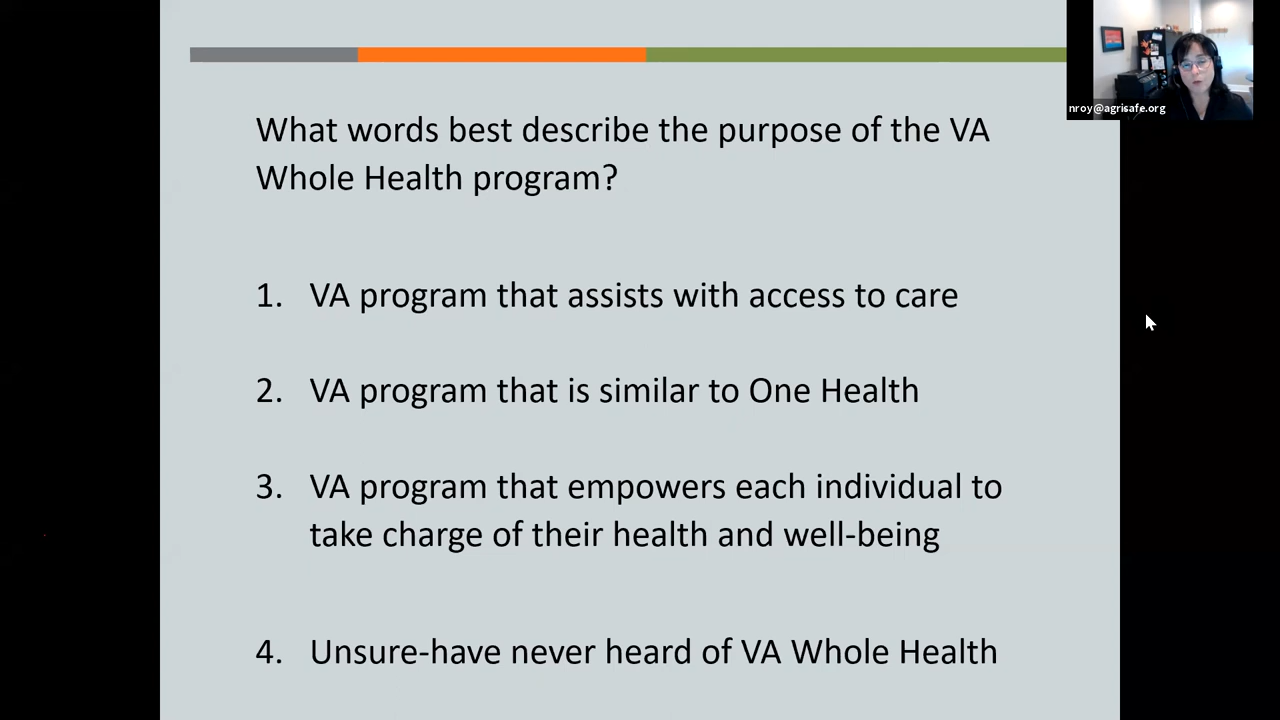 nroy@agrisafe.org
What words best describe the purpose of the VA
Whole Health program?
1. VA program that assists with access to care
2. VA program that is similar to One Health
3. VA program that empowers each individual to
take charge of their health and well-being
4. Unsure-have never heard of VA Whole Health